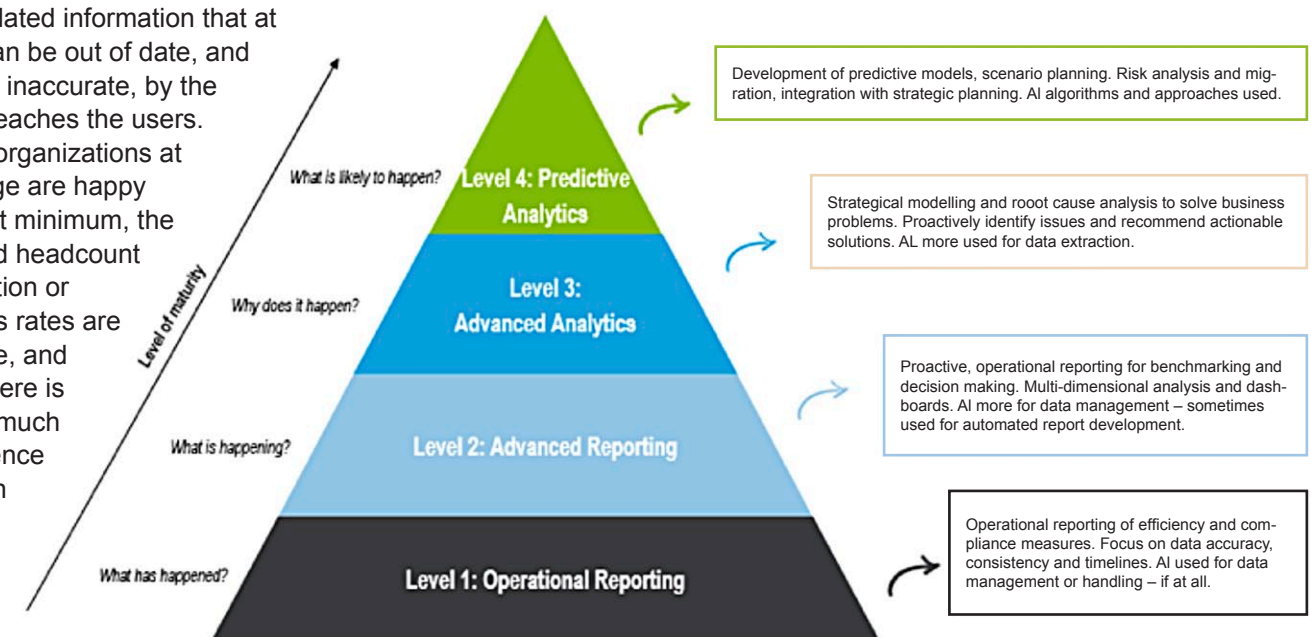 dated information that at
an be out of date, and
inaccurate, by the
eaches the users.
organizations at
ge are happy
t minimum, the
d headcount
tion or
s rates are
e, and
ere is
much
ence
Level of maturity
What is likely to happen?
Why does it happen?
What is happening?
What has happened?
Level 4: Predictive
Analytics
Level 3:
Advanced Analytics
Level 2: Advanced Reporting
Level 1: Operational Reporting
Development of predictive models, scenario planning. Risk analysis and mig-
ration, integration with strategic planning. AI algorithms and approaches used.
Strategical modelling and rooot cause analysis to solve business
problems. Proactively identify issues and recommend actionable
solutions. AL more used for data extraction.
Proactive, operational reporting for benchmarking and
decision making. Multi-dimensional analysis and dash-
boards. AI more for data management – sometimes
used for automated report development.
Operational reporting of efficiency and com-
pliance measures. Focus on data accuracy,
consistency and timelines. AI used for data
management or handling – if at all.